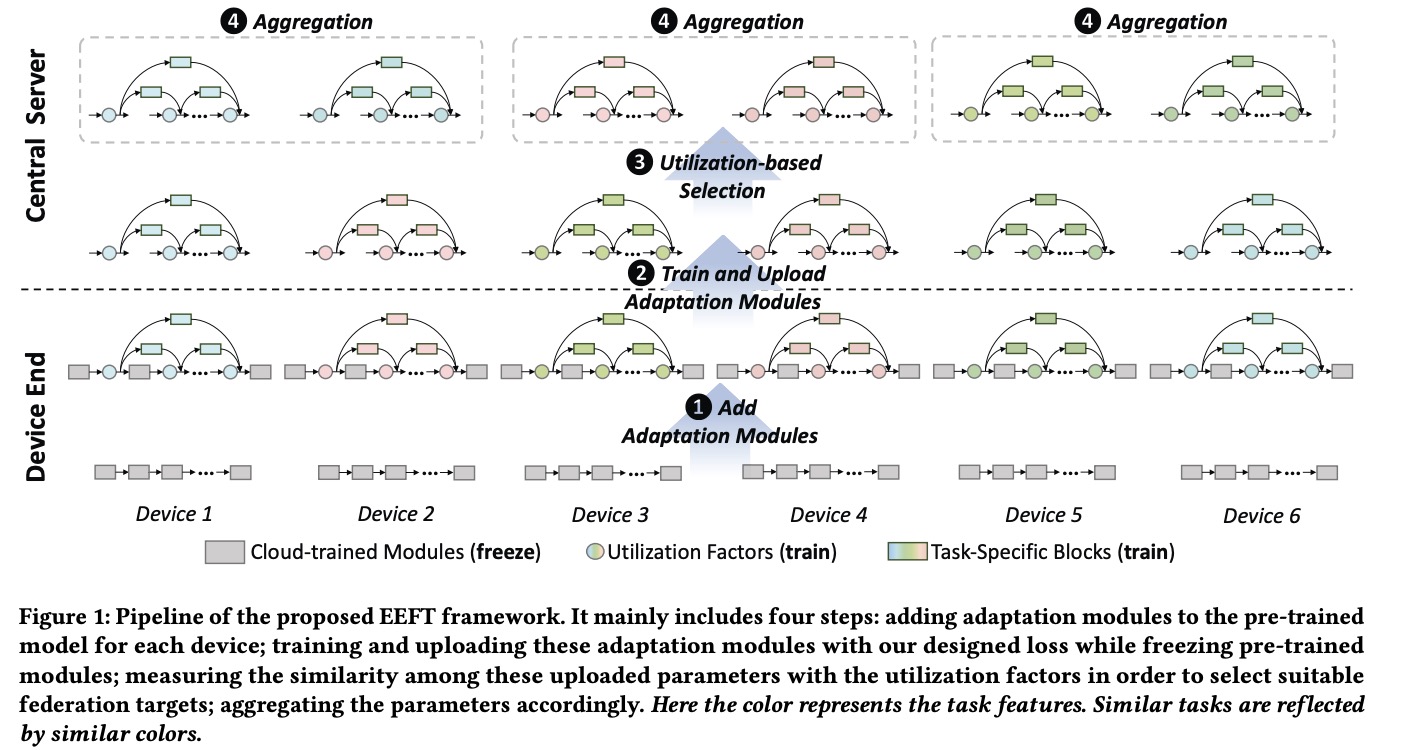 4 Aggregation
4 Aggregation
4 Aggregation
Central Server
3 Utilization-based
Selection
2 Train and Upload
Adaptation Modules
Device End
1 Add
Adaptation Modules
Device 1
Device 2
Device 3
Device 4
Device 5
Device 6
Cloud-trained Modules (freeze)
Utilization Factors (train)
Task-Specific Blocks (train)
Figure 1: Pipeline of the proposed EEFT framework. It mainly includes four steps: adding adaptation modules to the pre-trained
model for each device; training and uploading these adaptation modules with our designed loss while freezing pre-trained
modules; measuring the similarity among these uploaded parameters with the utilization factors in order to select suitable
federation targets; aggregating the parameters accordingly. Here the color represents the task features. Similar tasks are reflected
by similar colors.